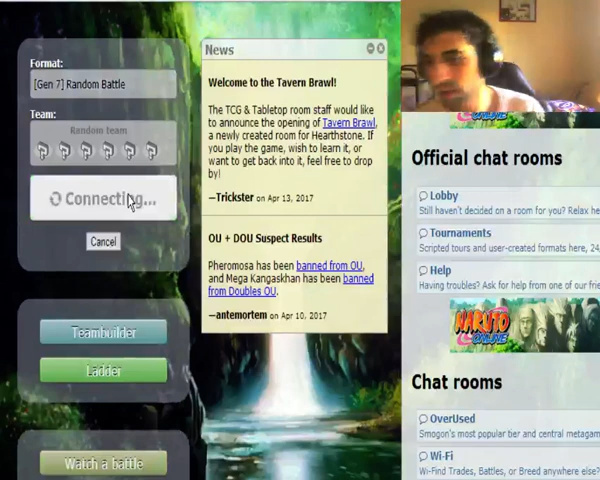 Format:
[Gen 7] Random Battle
Team:
Random team
Connecting...
Cancel
Teambuilder
Ladder
Watch a battle
News
Welcome to the Tavern Brawl!
The TCG & Tabletop room staff would like
to announce the opening of Tavern Brawl,
a newly created room for Hearthstone. If
you play the game, wish to learn it, or
want to get back into it, feel free to drop
by!
—Trickster on Apr 13, 2017
OU + DOU Suspect Results
Pheromosa has been banned from OU,
and Mega Kangaskhan has been banned
from Doubles OU.
—antemortem on Apr 10, 2017
Official chat rooms
Lobby
Still haven't decided on a room for you? Relax he
Tournaments
Scripted tours and user-created formats here, 24,
Help
Having troubles? Ask for help from one of our frie
NARUTO
ONLINE
Chat rooms
OverUsed
Smogon's most popular tier and central metagam
Wi-Fi
Wi-Find Trades, Battles, or Breed anywhere else?